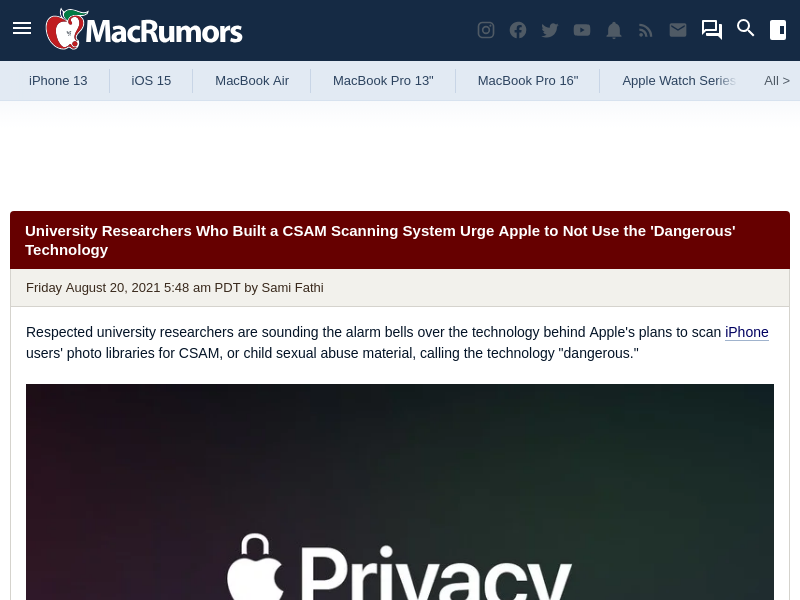 MacRumors
iPhone 13
iOS 15
MacBook Air
MacBook Pro 13"
MacBook Pro 16"
Apple Watch Series
All >
University Researchers Who Built a CSAM Scanning System Urge Apple to Not Use the 'Dangerous'
Technology
Friday August 20, 2021 5:48 am PDT by Sami Fathi
Respected university researchers are sounding the alarm bells over the technology behind Apple's plans to scan iPhone
users' photo libraries for CSAM, or child sexual abuse material, calling the technology "dangerous."
Privacy